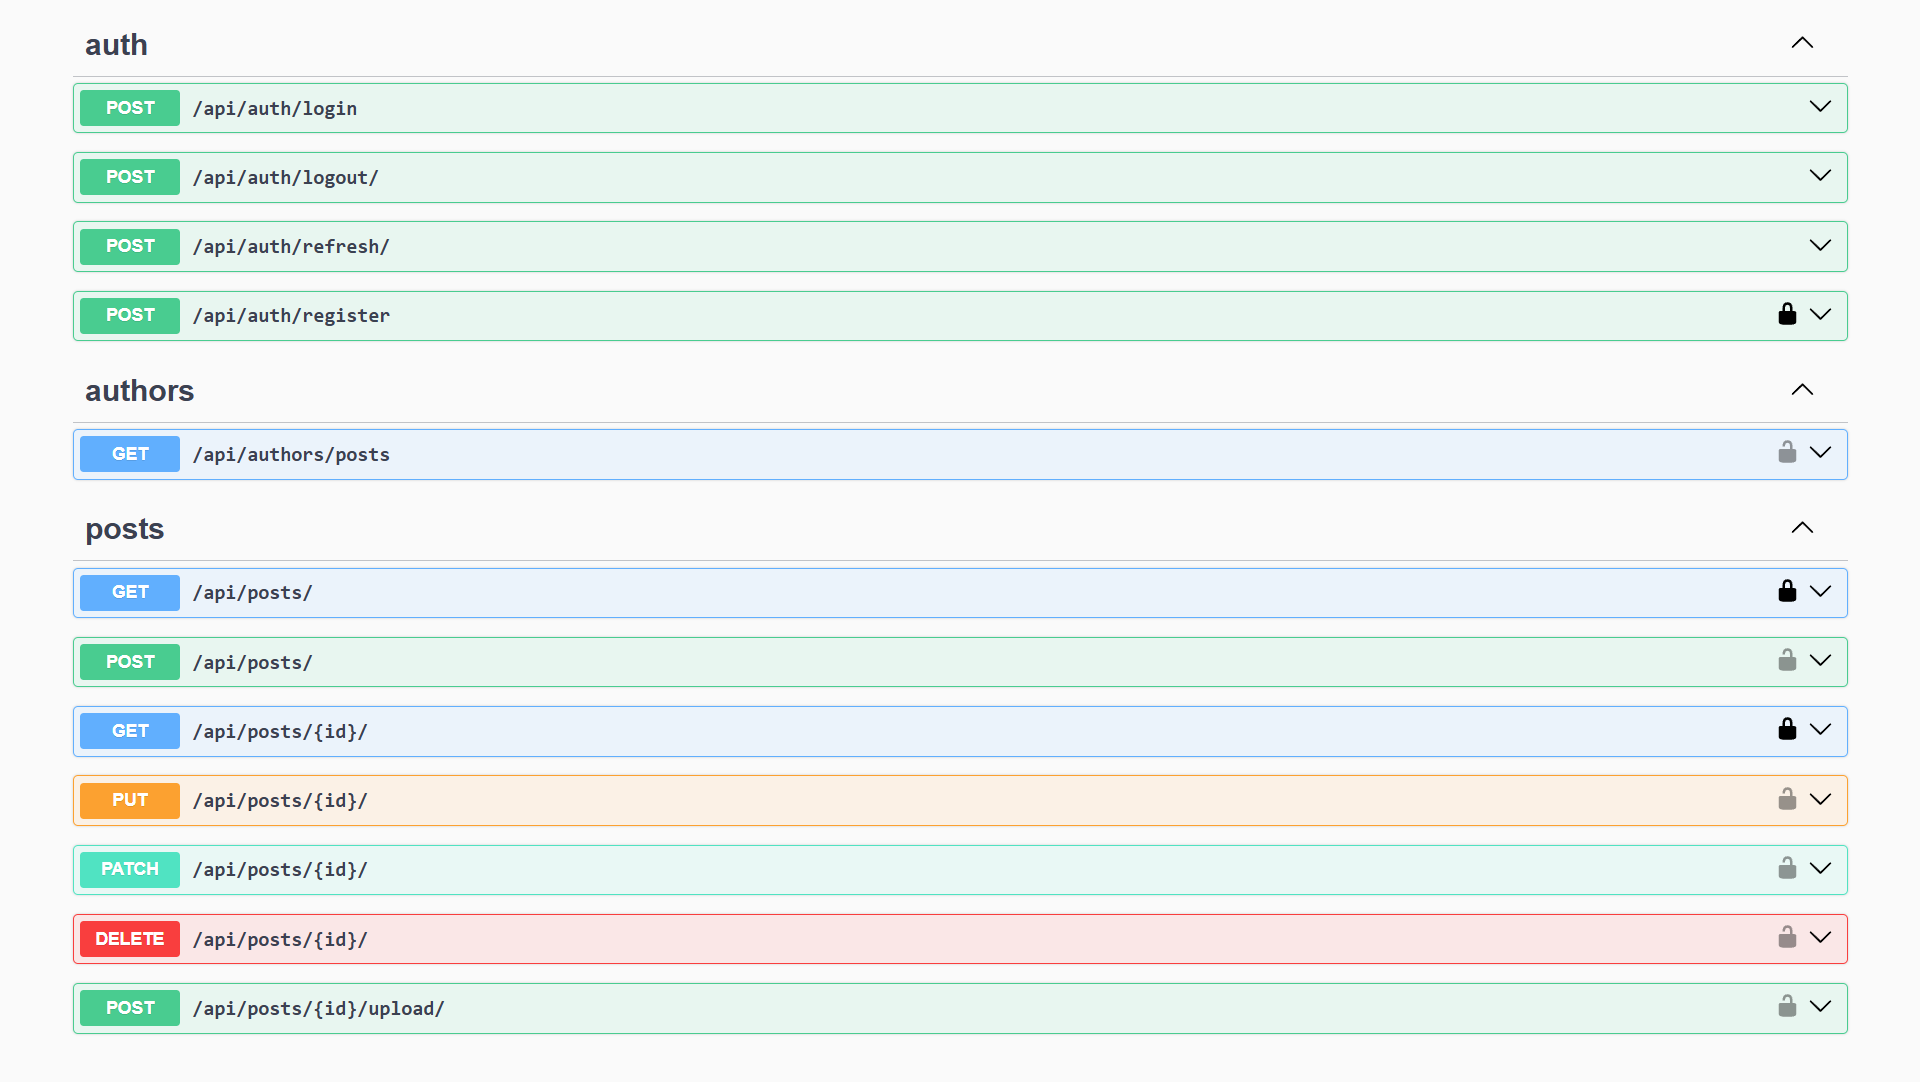 auth
POST /api/auth/login
POST /api/auth/logout/
POST /api/auth/refresh/
POST /api/auth/register
authors
GET /api/authors/posts
posts
GET /api/posts/
POST /api/posts/
GET /api/posts/{id}/
PUT /api/posts/{id}/
PATCH /api/posts/{id}/
DELETE /api/posts/{id}/
POST /api/posts/{id}/upload/